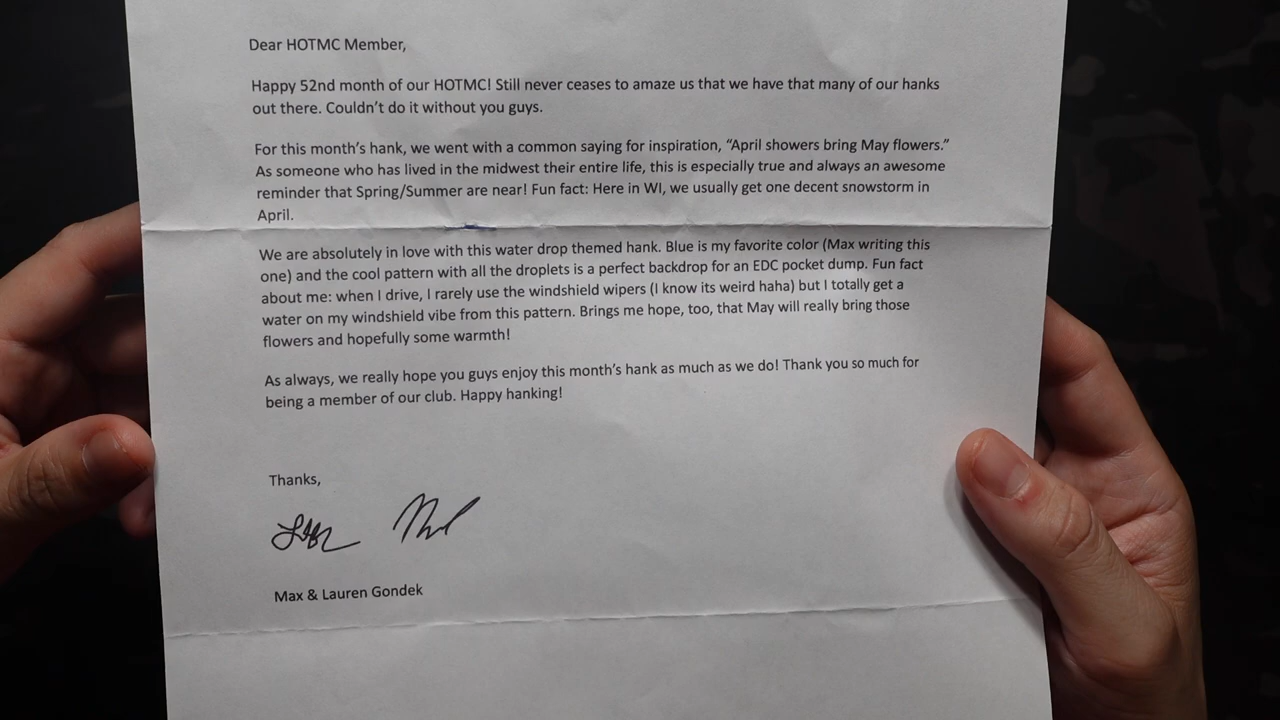 Dear HOTMC Member,
Happy 52nd month of our HOTMC! Still never ceases to amaze us that we have that many of our hanks
out there. Couldn't do it without you guys.
For this month's hank, we went with a common saying for inspiration, “April showers bring May flowers.”
As someone who has lived in the midwest their entire life, this is especially true and always an awesome
reminder that Spring/Summer are near! Fun fact: Here in WI, we usually get one decent snowstorm in
April.
We are absolutely in love with this water drop themed hank. Blue is my favorite color (Max writing this
one) and the cool pattern with all the droplets is a perfect backdrop for an EDC pocket dump. Fun fact
about me: when I drive, I rarely use the windshield wipers (I know its weird haha) but I totally get a
water on my windshield vibe from this pattern. Brings me hope, too, that May will really bring those
flowers and hopefully some warmth!
As always, we really hope you guys enjoy this month's hank as much as we do! Thank you so much for
being a member of our club. Happy hanking!
Thanks,
Max & Lauren Gondek